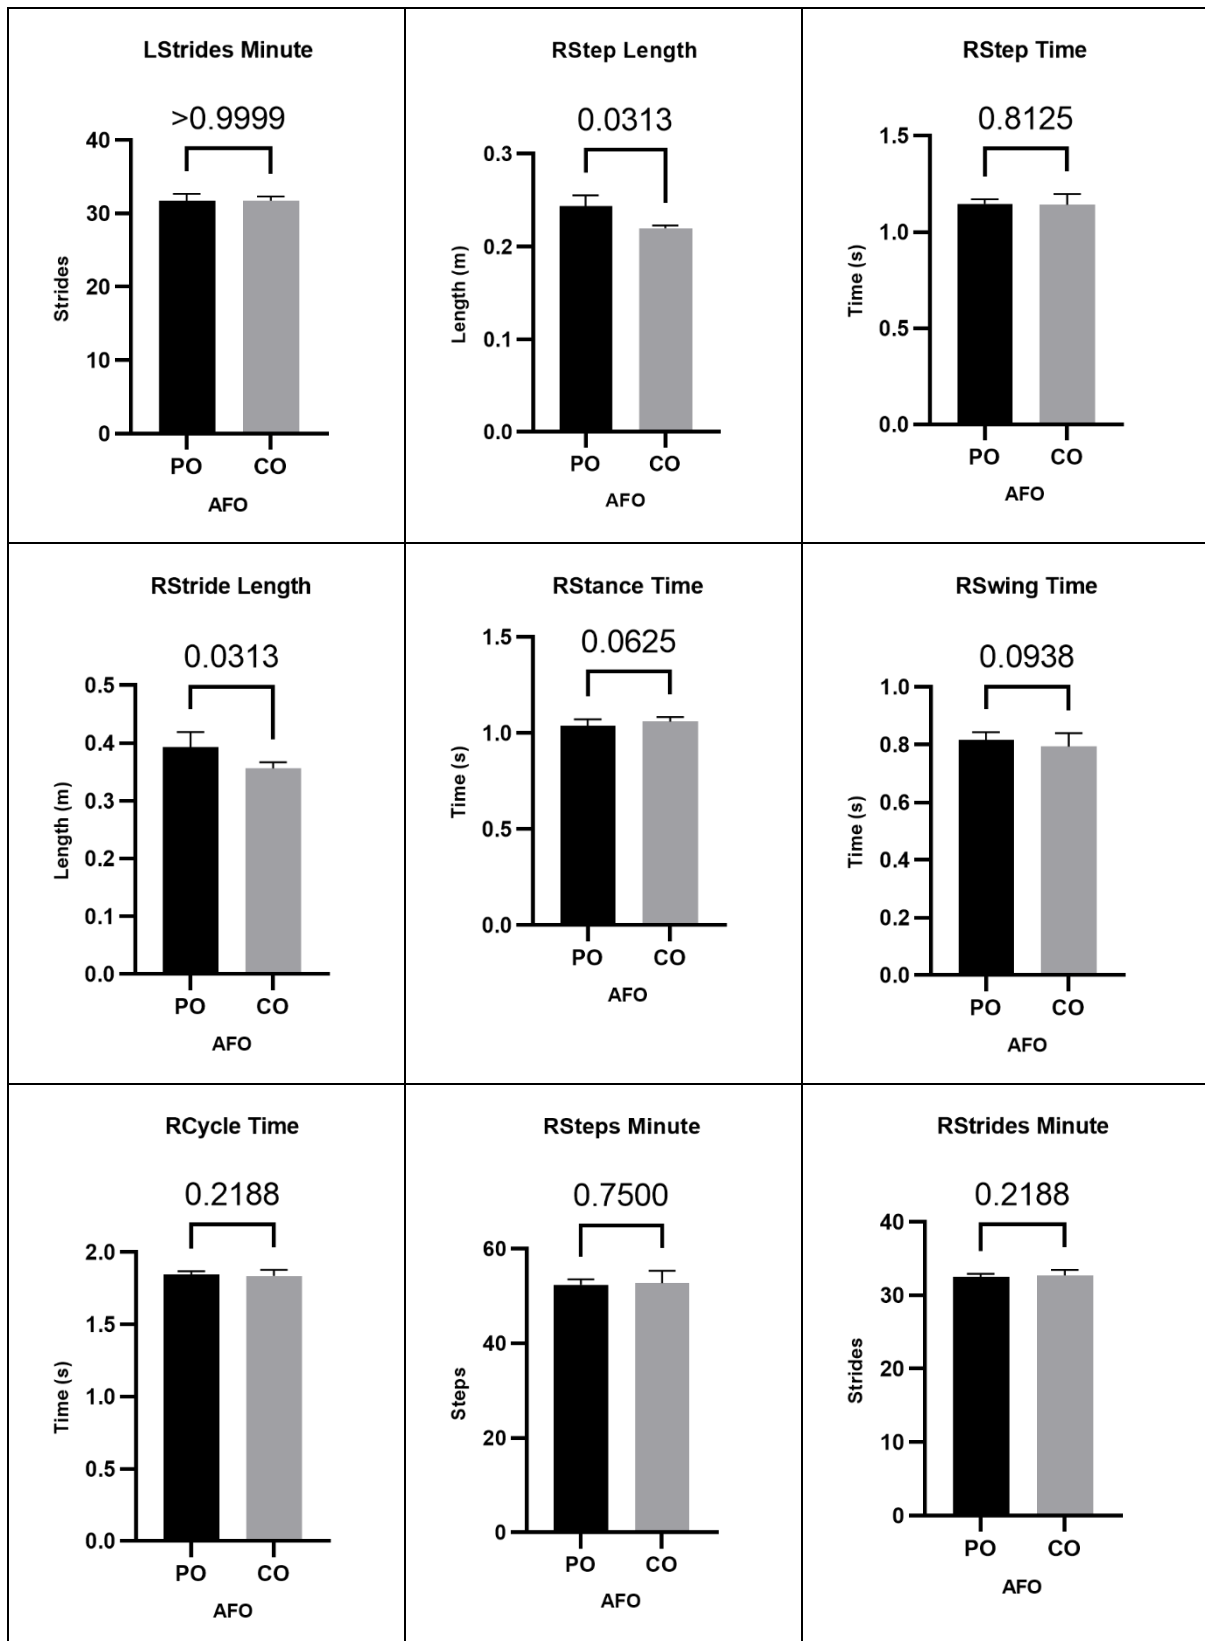 LStrides Minute
>0.9999
40
30
20
10
0
Strides
PO CO
AFO
RStep Length
0.0313
0.3
0.2
0.1
0.0
Length (m)
PO CO
AFO
RStep Time
0.8125
1.5
1.0
0.5
0.0
Time (s)
PO CO
AFO
RStride Length
0.0313
0.5
0.4
0.3
0.2
0.1
0.0
Length (m)
PO CO
AFO
RStance Time
0.0625
1.5
1.0
0.5
0.0
Time (s)
PO CO
AFO
RSwing Time
0.0938
1.0
0.8
0.6
0.4
0.2
0.0
Time (s)
PO CO
AFO
RCycle Time
0.2188
2.0
1.5
1.0
0.5
0.0
Time (s)
PO CO
AFO
RSteps Minute
0.7500
60
40
20
0
Steps
PO CO
AFO
RStrides Minute
0.2188
40
30
20
10
0
Strides
PO CO
AFO